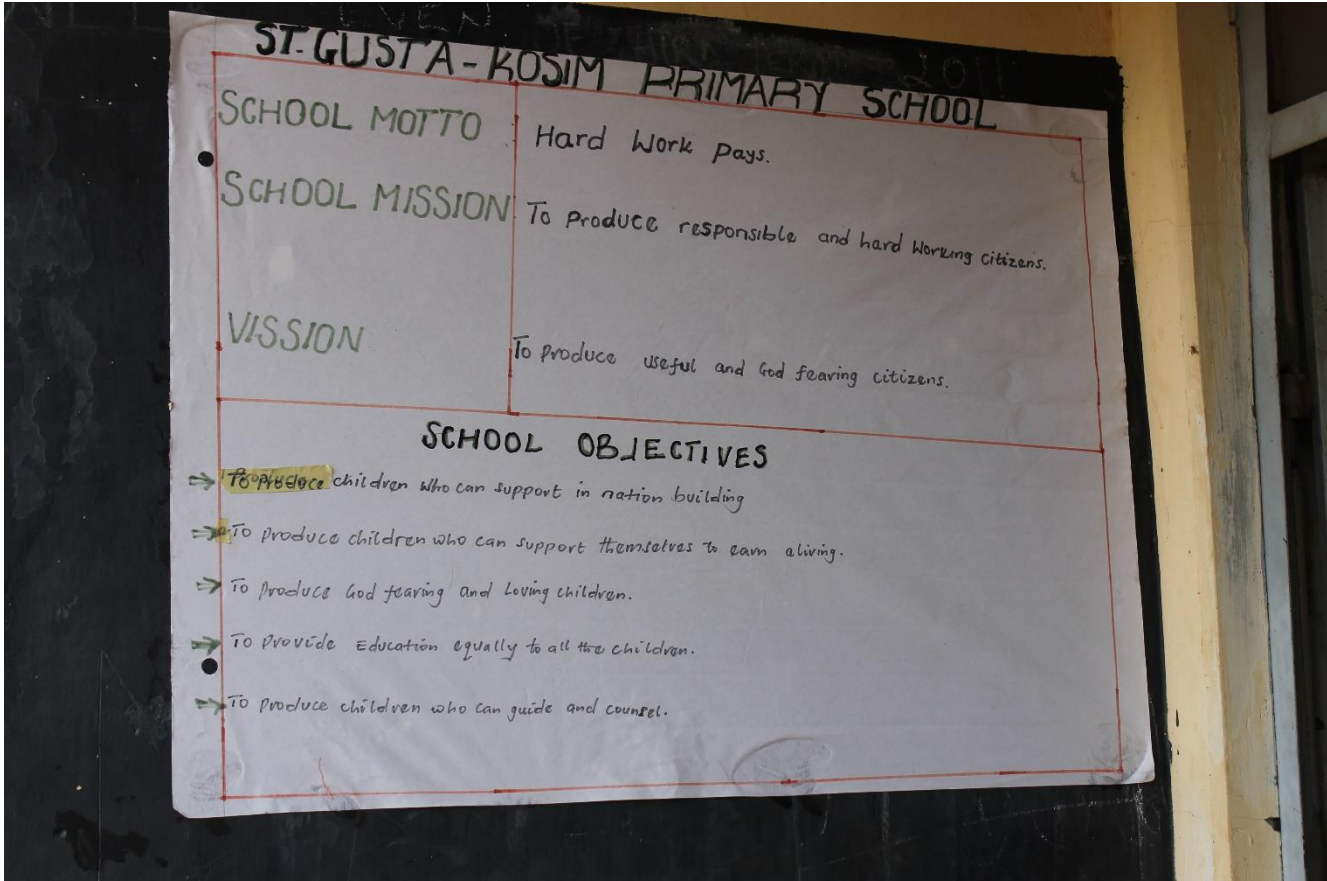 ST. GUSTA-KOSIM PRIMARY SCHOOL
SCHOOL MOTTO Hard Work Pays.
SCHOOL MISSION To Produce responsible and hard Working citizens.
VISSION To Produce useful and God fearing citizens.
SCHOOL OBJECTIVES
To Produce children who can support in nation building
To Produce children who can support themselves to earn aliving.
To Produce God fearing and Loving children.
To Provide Education equally to all the children.
To Produce children who can guide and counsel.